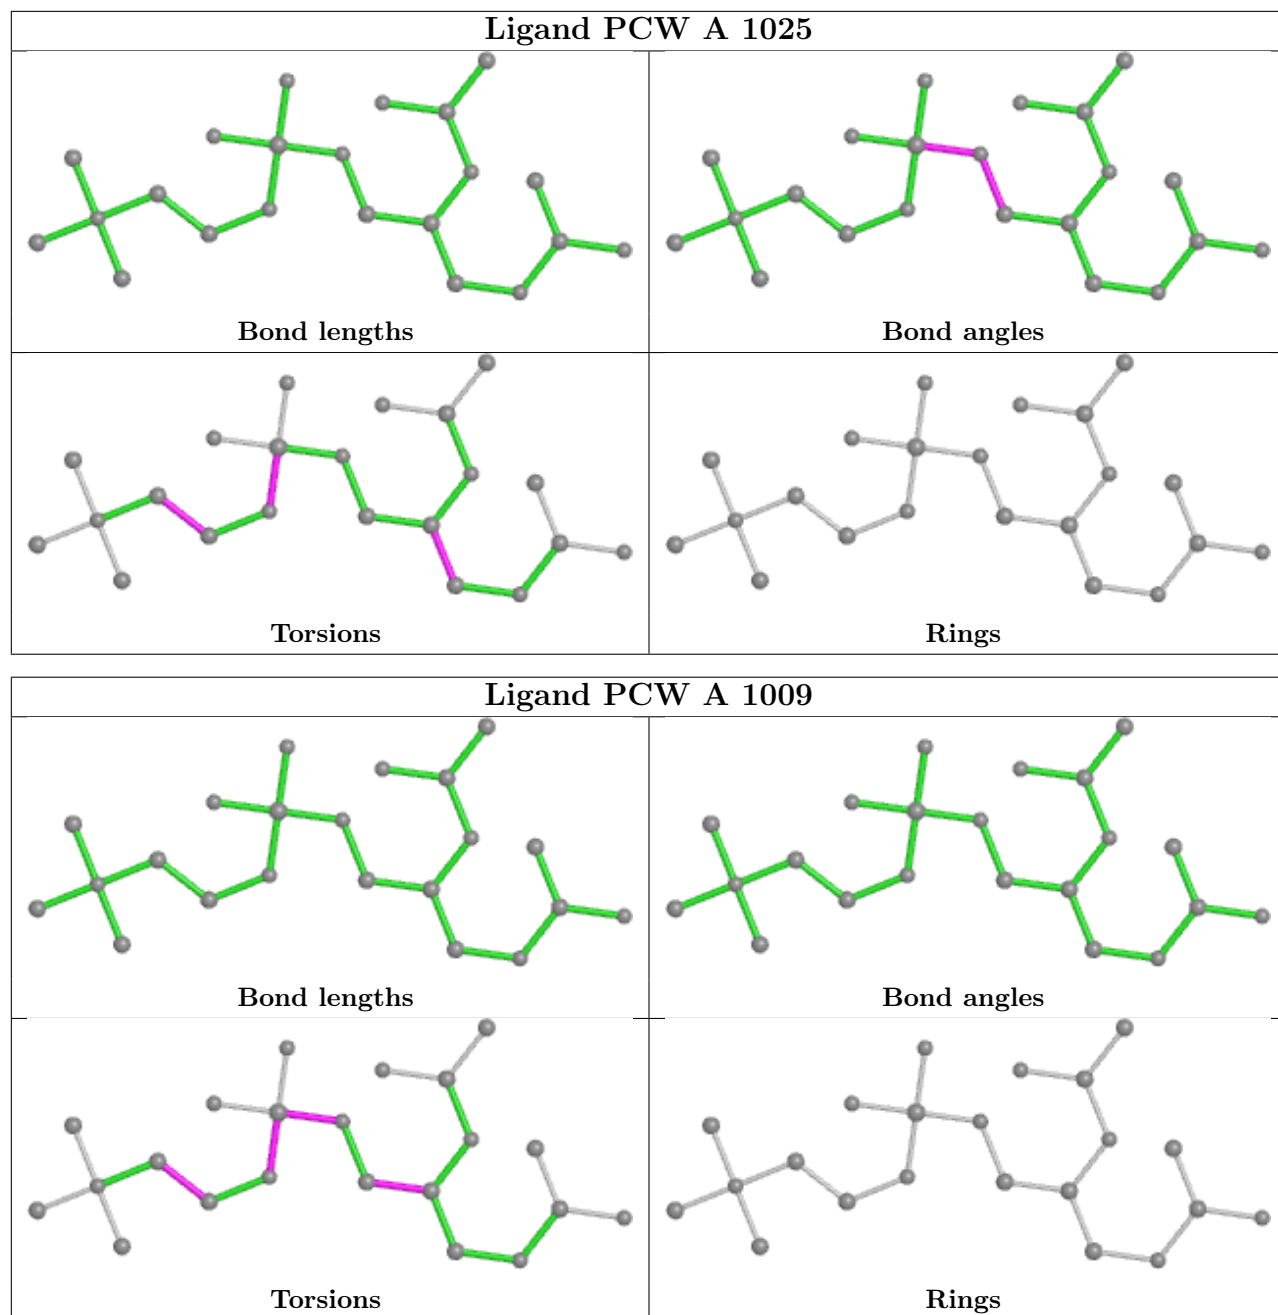 Ligand PCW A 1025
Bond lengths
Bond angles
Torsions
Rings
Ligand PCW A 1009
Bond lengths
Bond angles
Torsions
Rings